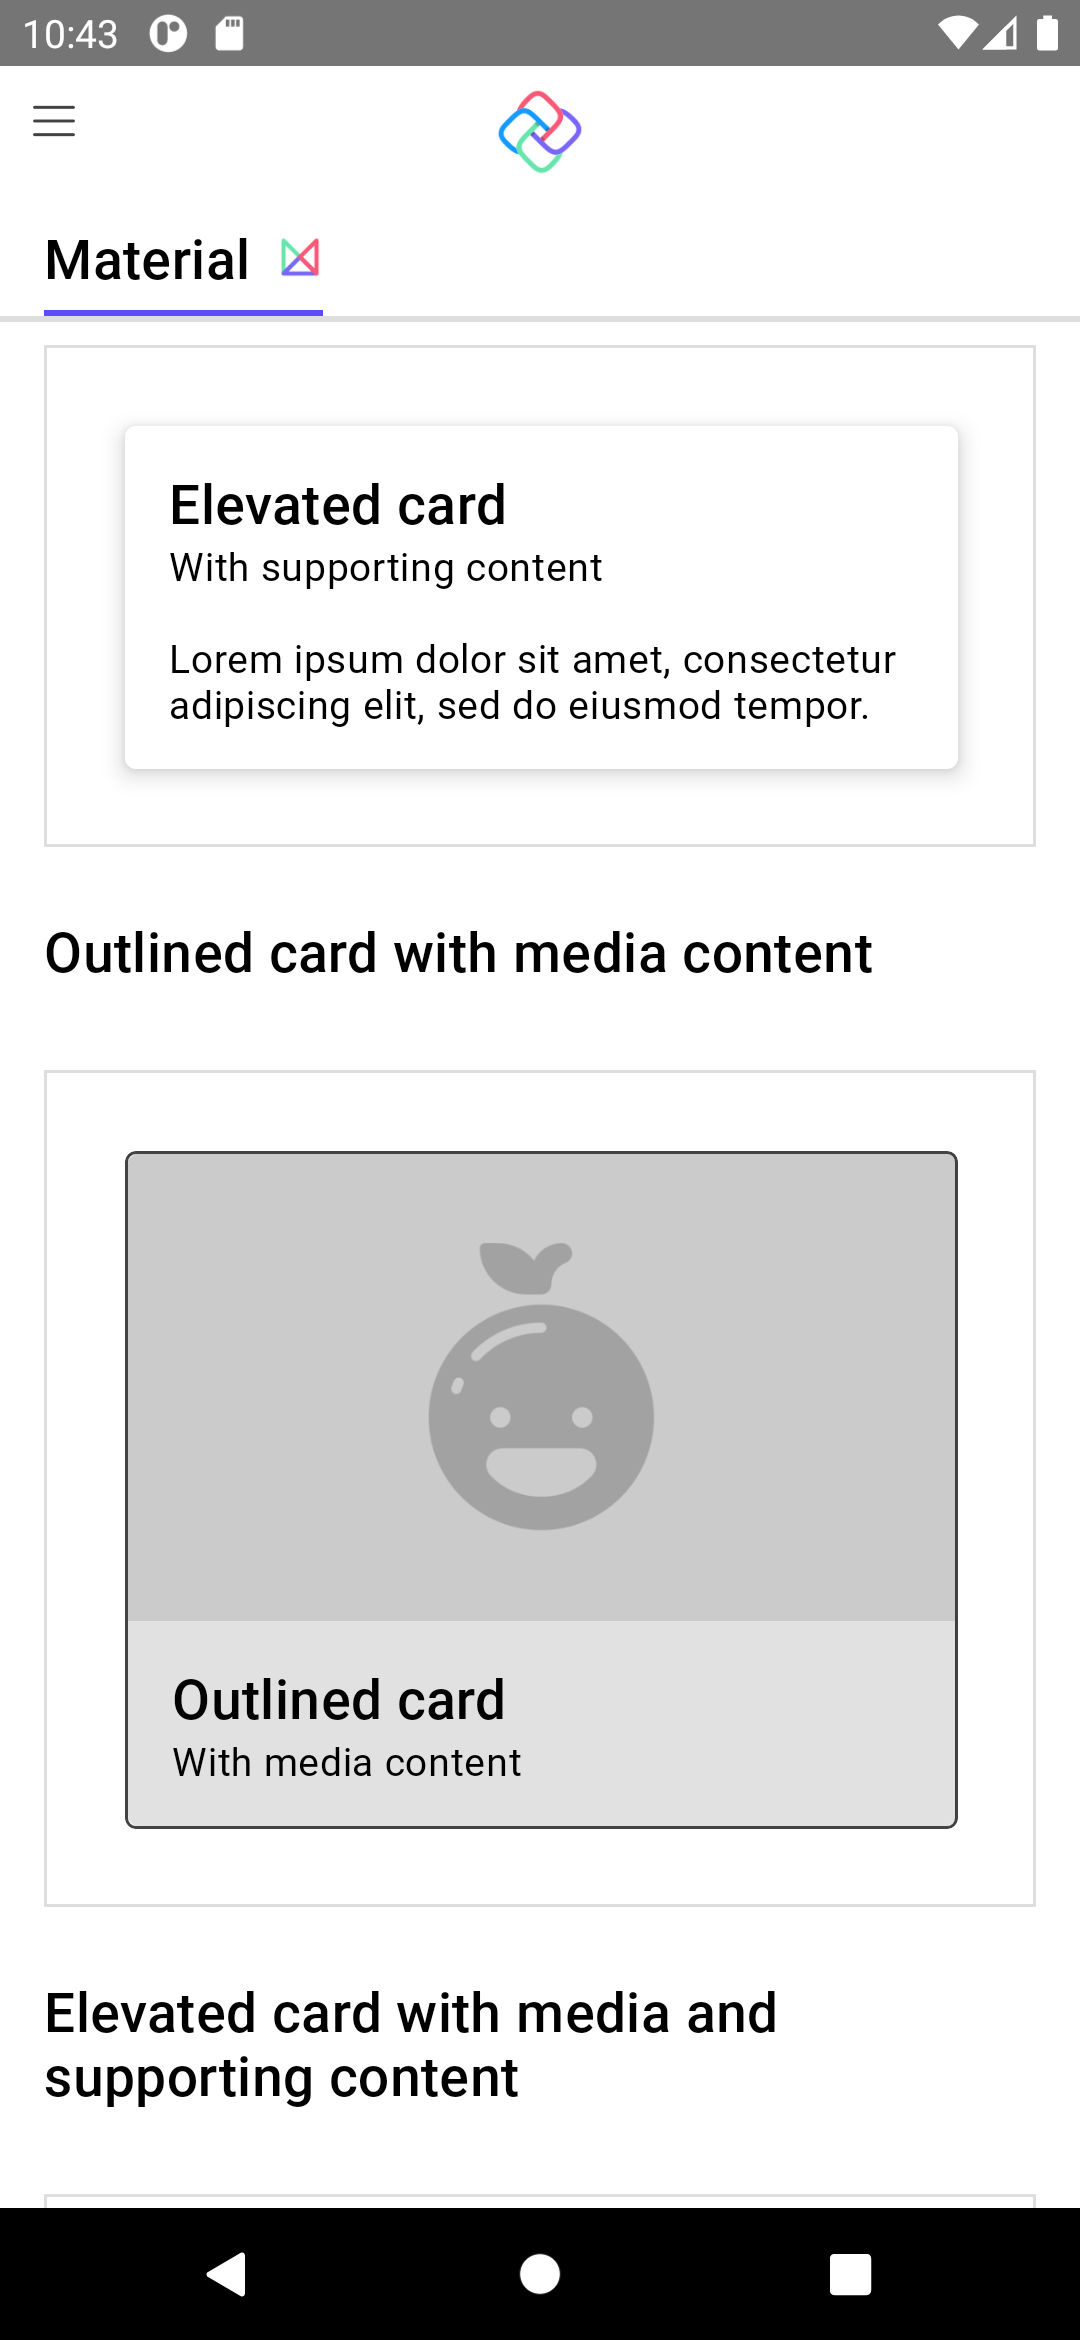 10:43
Material
Elevated card
With supporting content
Lorem ipsum dolor sit amet, consectetur
adipiscing elit, sed do eiusmod tempor.
Outlined card with media content
Outlined card
With media content
Elevated card with media and
supporting content